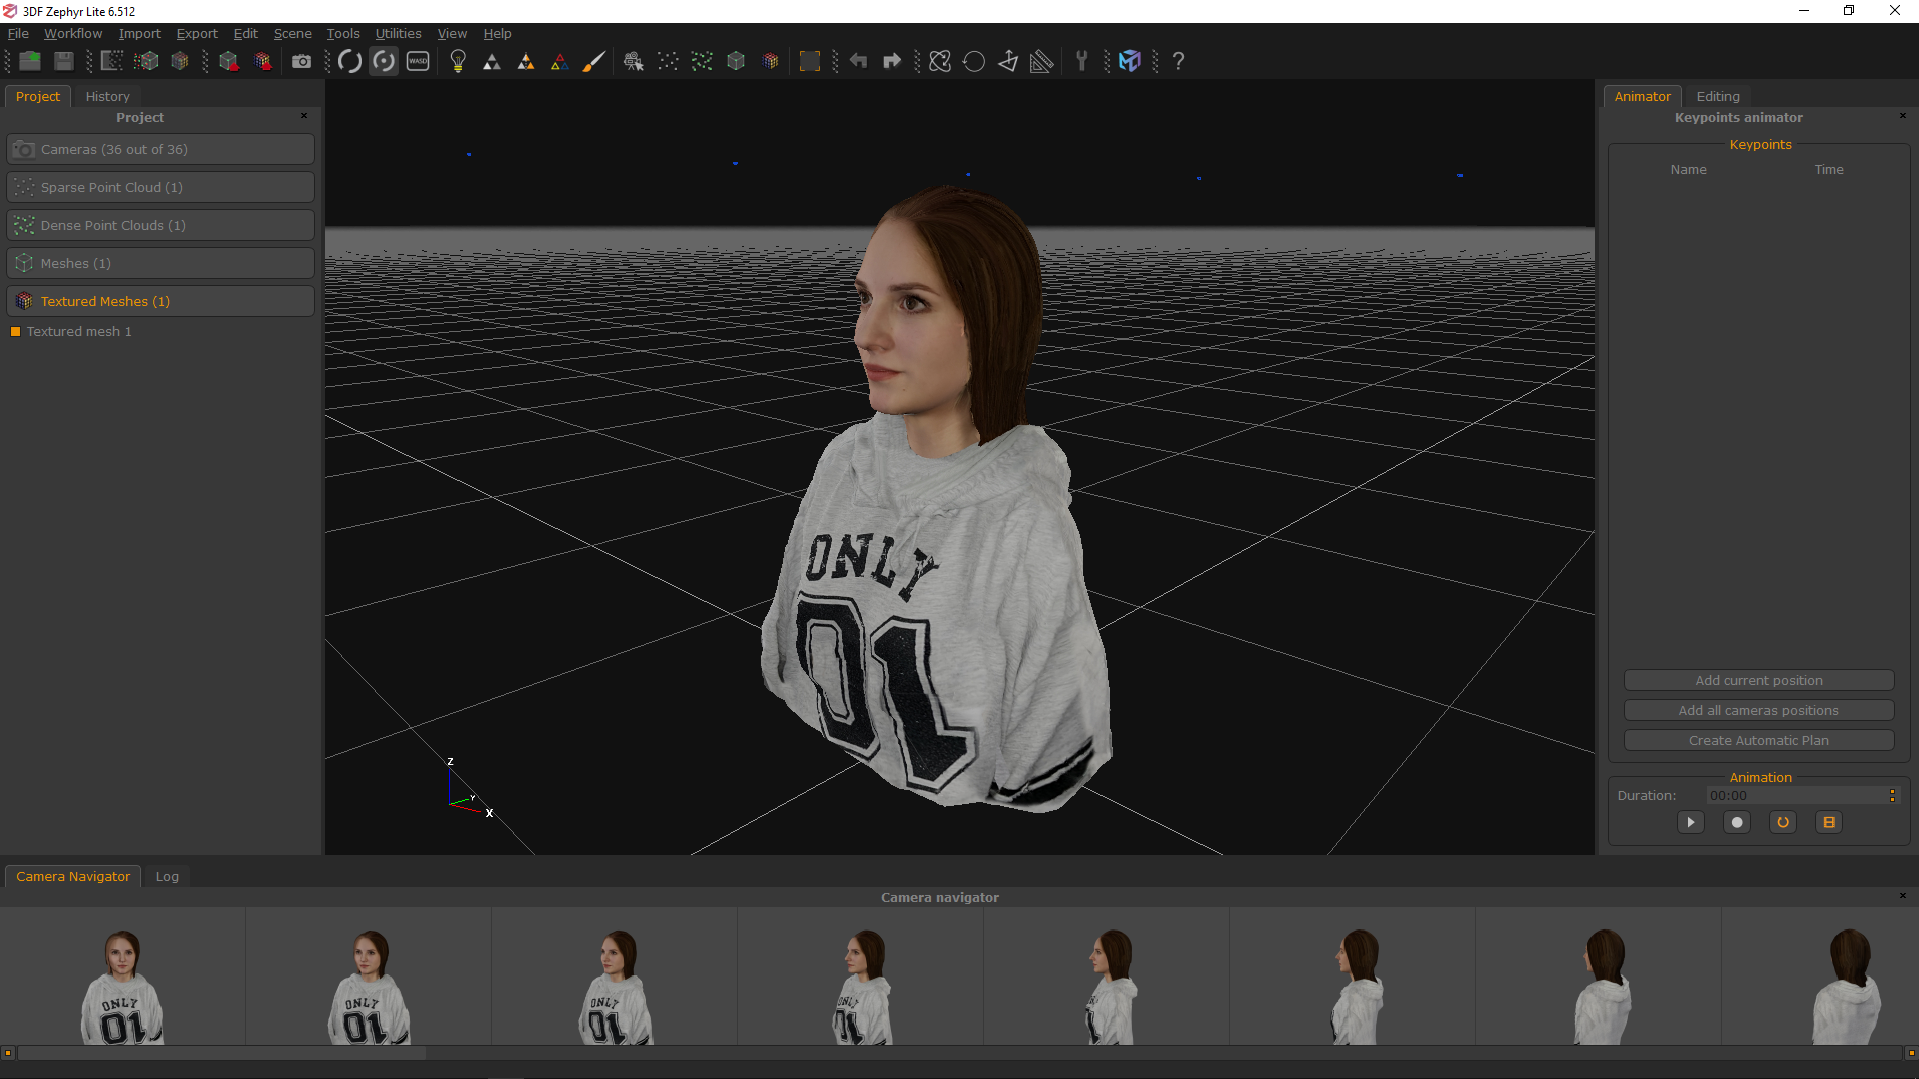 3DF Zephyr Lite 6.512
File Workflow Import Export Edit Scene Tools Utilities View Help
WASD
?
Project History
Project
Cameras (36 out of 36)
Sparse Point Cloud (1)
Dense Point Clouds (1)
Meshes (1)
Textured Meshes (1)
Textured mesh 1
ONLY
01
Z
Y
X
Animator Editing
Keypoints animator
Keypoints
Name Time
Add current position
Add all cameras positions
Create Automatic Plan
Animation
Duration: 00:00
Camera Navigator Log
Camera navigator
ONLY ONLY ONLY
01 01 01